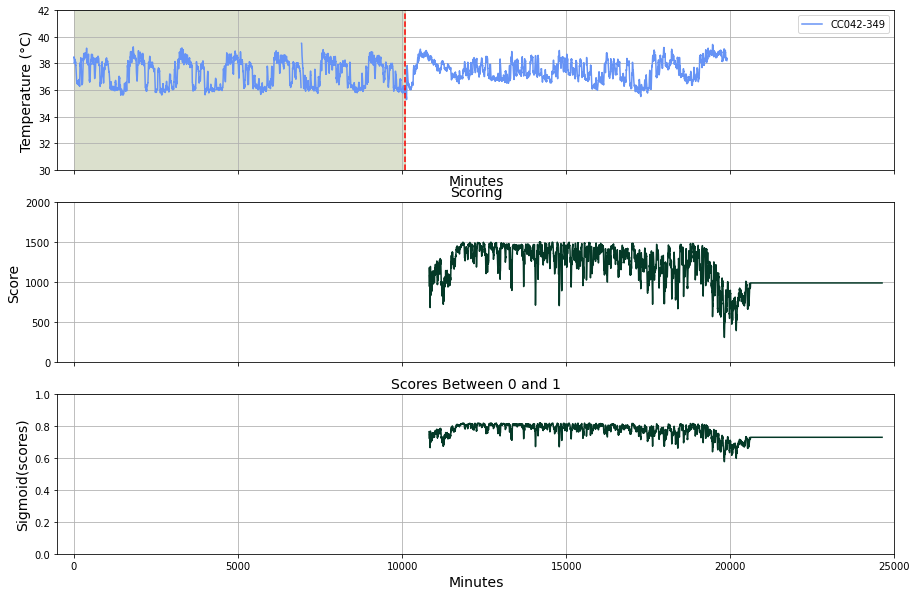 42
40
38
36
34
32
30
Temperature (°C)
CC042-349
Minutes
Scoring
2000
1500
1000
500
0
Score
Scores Between 0 and 1
1.0
0.8
0.6
0.4
0.2
0.0
Sigmoid(scores)
0 5000 10000 15000 20000 25000
Minutes